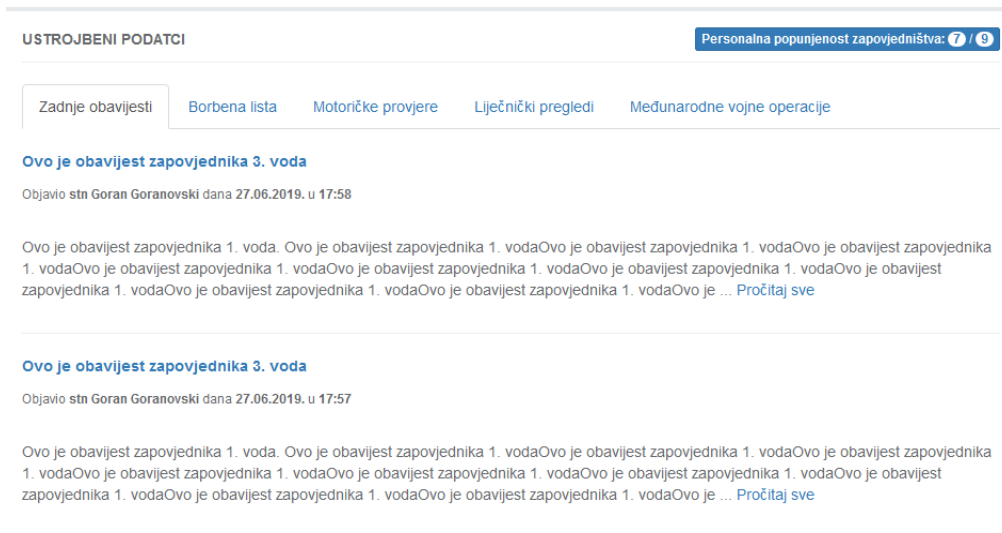 USTROJBENI PODATCI
Personalna popunjenost zapovjedništva: 7 / 9
Zadnje obavijesti Borbena lista Motoričke provjere Liječnički pregledi Međunarodne vojne operacije
Ovo je obavijest zapovjednika 3. voda
Objavio stn Goran Goranovski dana 27.06.2019. u 17:58
Ovo je obavijest zapovjednika 1. voda. Ovo je obavijest zapovjednika 1. vodaOvo je obavijest zapovjednika 1. vodaOvo je obavijest zapovjednika
1. vodaOvo je obavijest zapovjednika 1. vodaOvo je obavijest zapovjednika 1. vodaOvo je obavijest zapovjednika 1. vodaOvo je obavijest
zapovjednika 1. vodaOvo je obavijest zapovjednika 1. vodaOvo je obavijest zapovjednika 1. vodaOvo je ... Pročitaj sve
Ovo je obavijest zapovjednika 3. voda
Objavio stn Goran Goranovski dana 27.06.2019. u 17:57
Ovo je obavijest zapovjednika 1. voda. Ovo je obavijest zapovjednika 1. vodaOvo je obavijest zapovjednika 1. vodaOvo je obavijest zapovjednika
1. vodaOvo je obavijest zapovjednika 1. vodaOvo je obavijest zapovjednika 1. vodaOvo je obavijest zapovjednika 1. vodaOvo je obavijest
zapovjednika 1. vodaOvo je obavijest zapovjednika 1. vodaOvo je obavijest zapovjednika 1. vodaOvo je ... Pročitaj sve